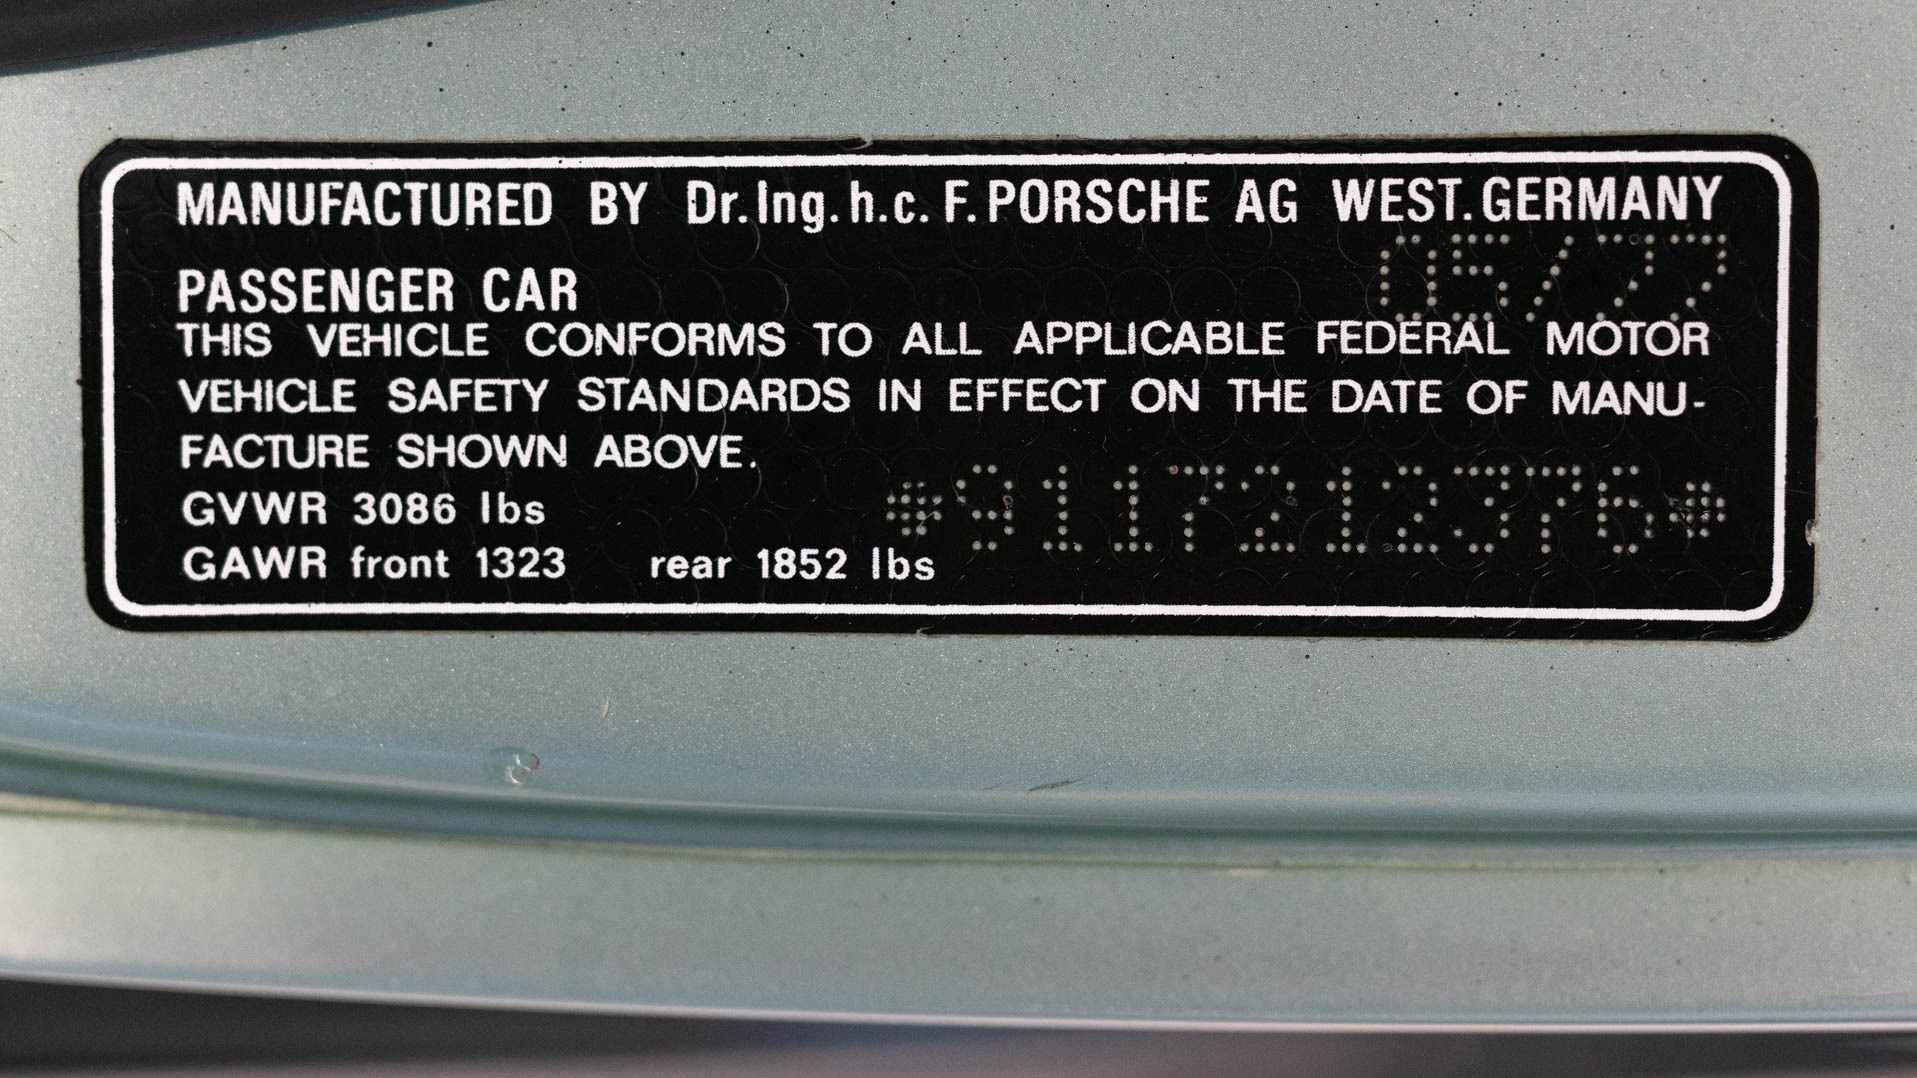 MANUFACTURED BY Dr.Ing.h.c. F.PORSCHE AG WEST.GERMANY
05/77
PASSENGER CAR
THIS VEHICLE CONFORMS TO ALL APPLICABLE FEDERAL MOTOR
VEHICLE SAFETY STANDARDS IN EFFECT ON THE DATE OF MANU-
FACTURE SHOWN ABOVE.
GVWR 3086 lbs
*9117212376*
GAWR front 1323 rear 1852 lbs